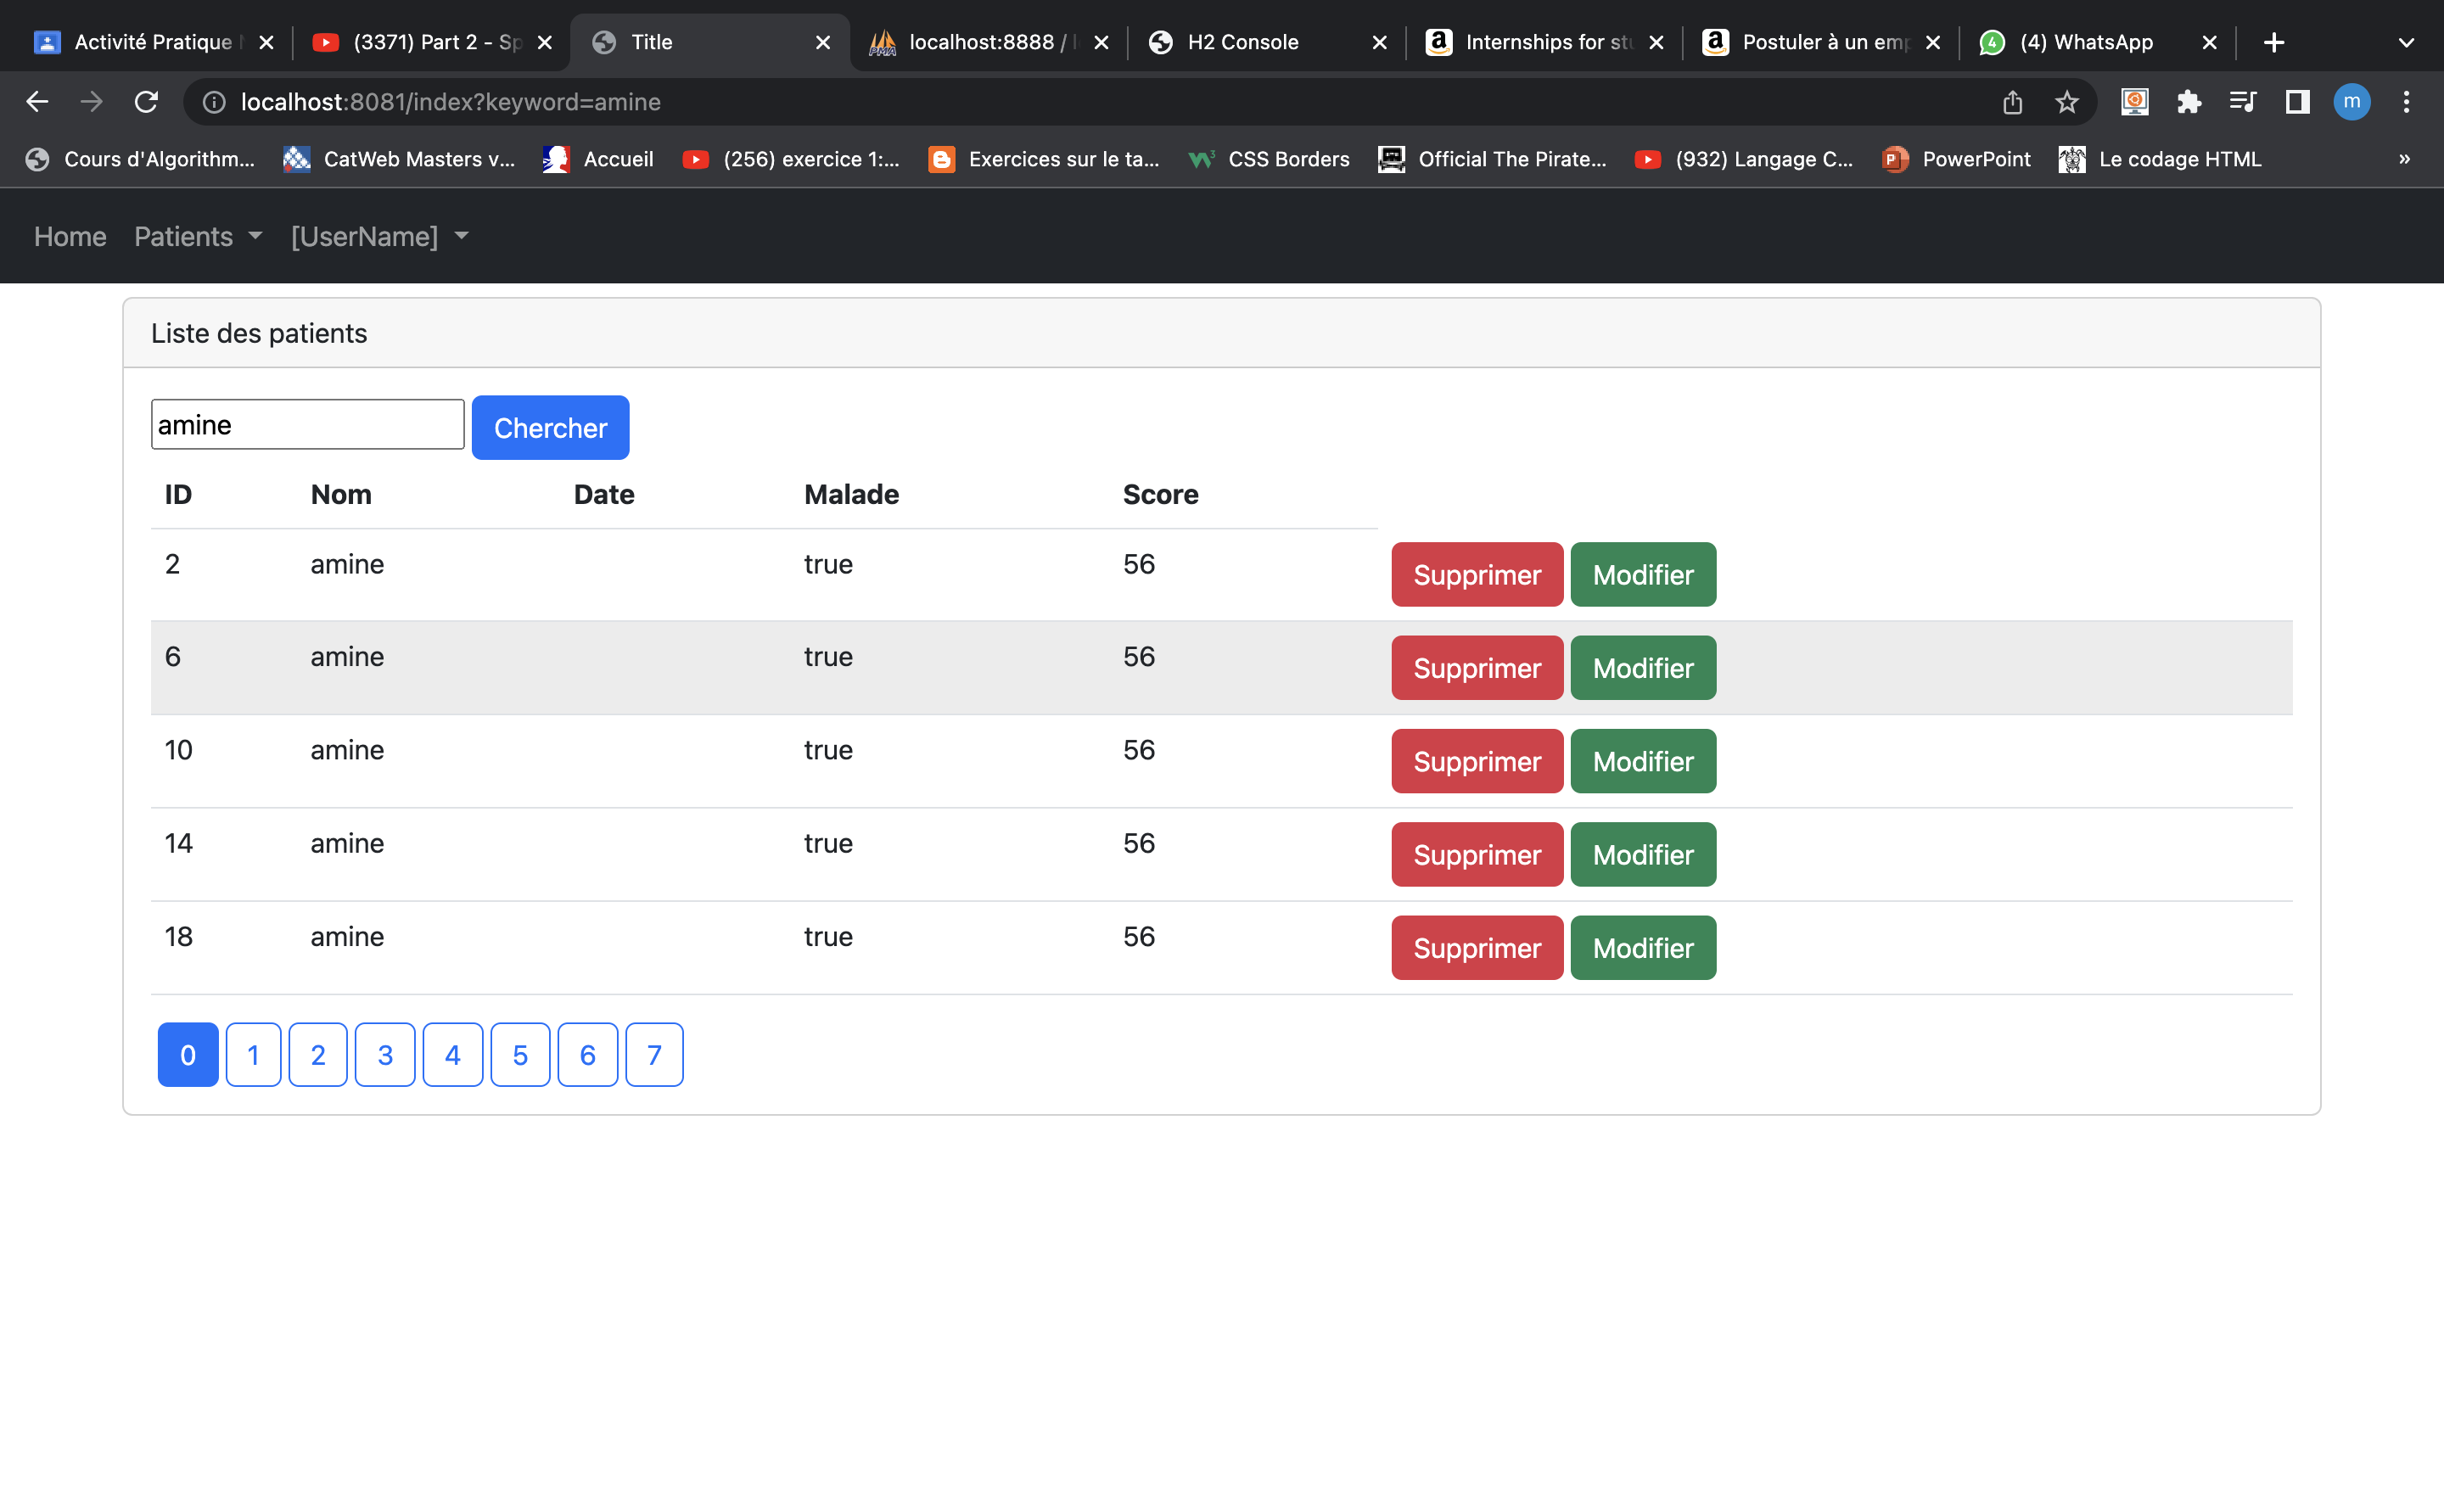 Activité Pratique
(3371) Part 2 - Sp
Title
localhost:8888 /
H2 Console
Internships for stu
Postuler à un emp
(4) WhatsApp
localhost:8081/index?keyword=amine
m
Cours d'Algorithm...
CatWeb Masters v...
Accueil
(256) exercice 1:...
Exercices sur le ta...
CSS Borders
Official The Pirate...
(932) Langage C...
PowerPoint
Le codage HTML
»
Home Patients [UserName]
Liste des patients
amine Chercher
ID Nom Date Malade Score
2 amine true 56 Supprimer Modifier
6 amine true 56 Supprimer Modifier
10 amine true 56 Supprimer Modifier
14 amine true 56 Supprimer Modifier
18 amine true 56 Supprimer Modifier
0 1 2 3 4 5 6 7